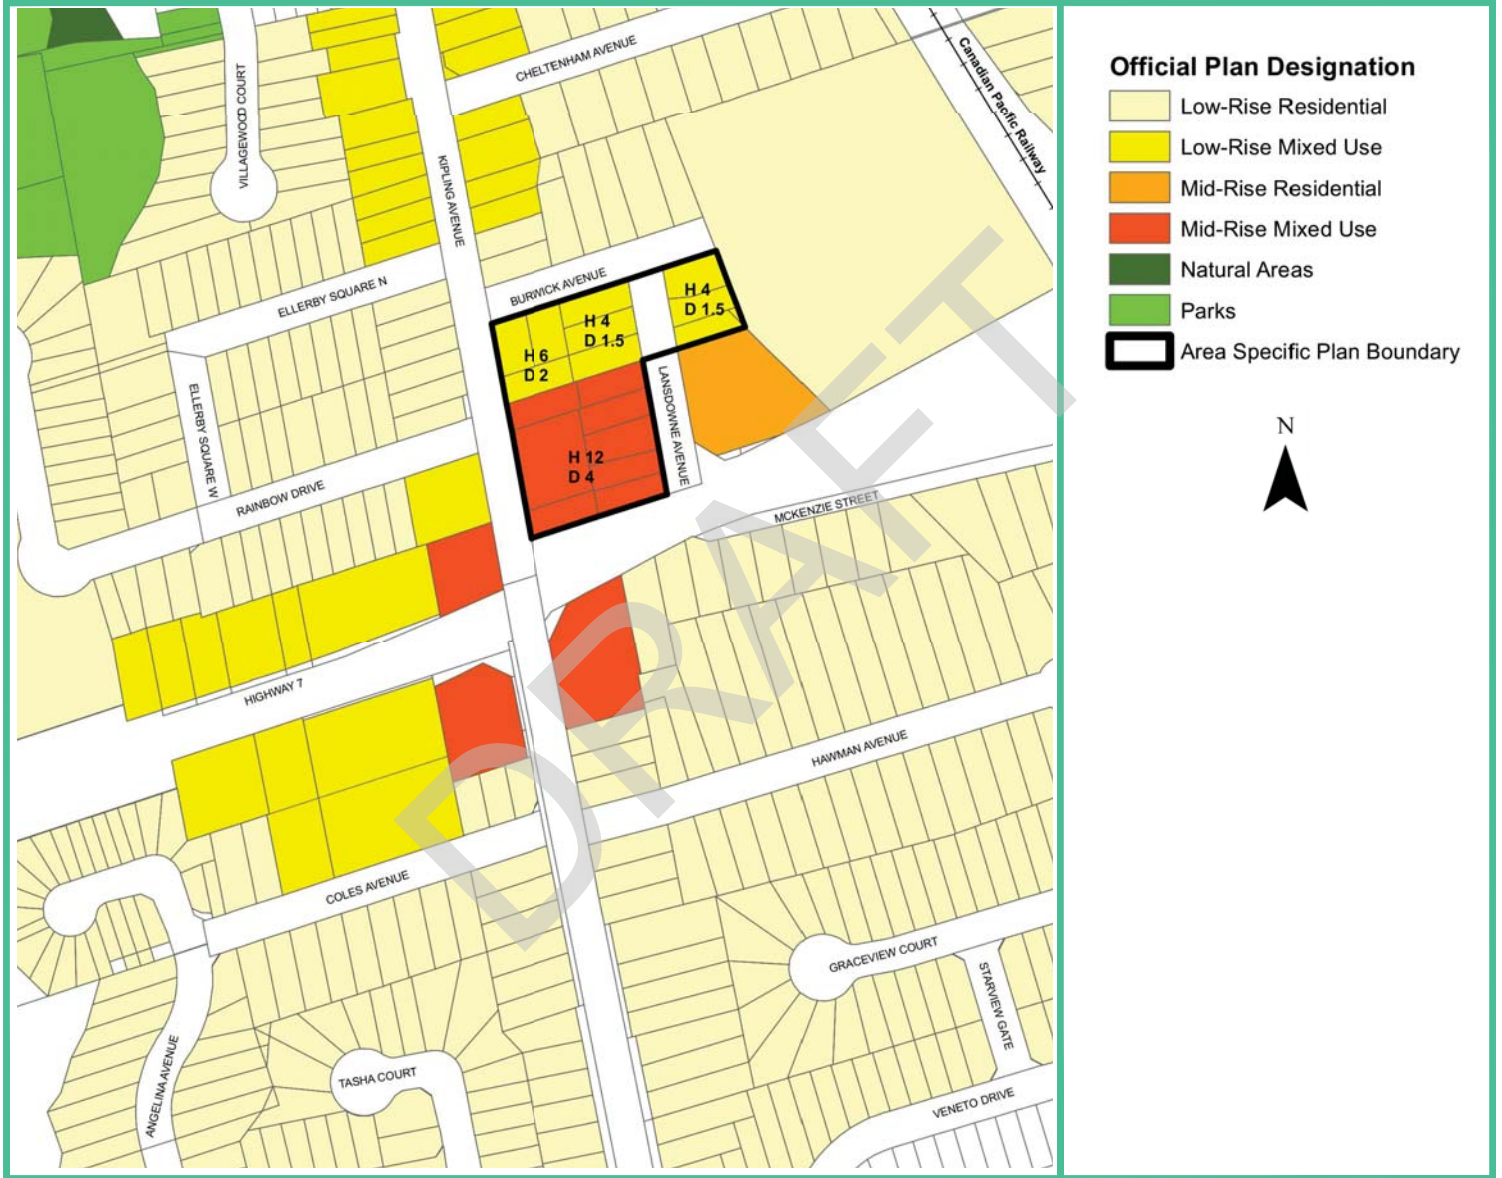 CHELTENHAM AVENUE
Canadian Pacific Railway
VILLAGEWOOD COURT
KIPLING AVENUE
ELLERBY SQUARE N
BURWICK AVENUE
H 4
D 1.5
H 4
D 1.5
H 6
D 2
ELLERBY SQUARE W
LANSDOWNE AVENUE
H 12
D 4
RAINBOW DRIVE
MCKENZIE STREET
HIGHWAY 7
HAWMAN AVENUE
COLES AVENUE
GRACEVIEW COURT
STARVIEW GATE
ANGELINA AVENUE
TASHA COURT
VENETO DRIVE
DRAFT
Official Plan Designation
Low-Rise Residential
Low-Rise Mixed Use
Mid-Rise Residential
Mid-Rise Mixed Use
Natural Areas
Parks
Area Specific Plan Boundary
N